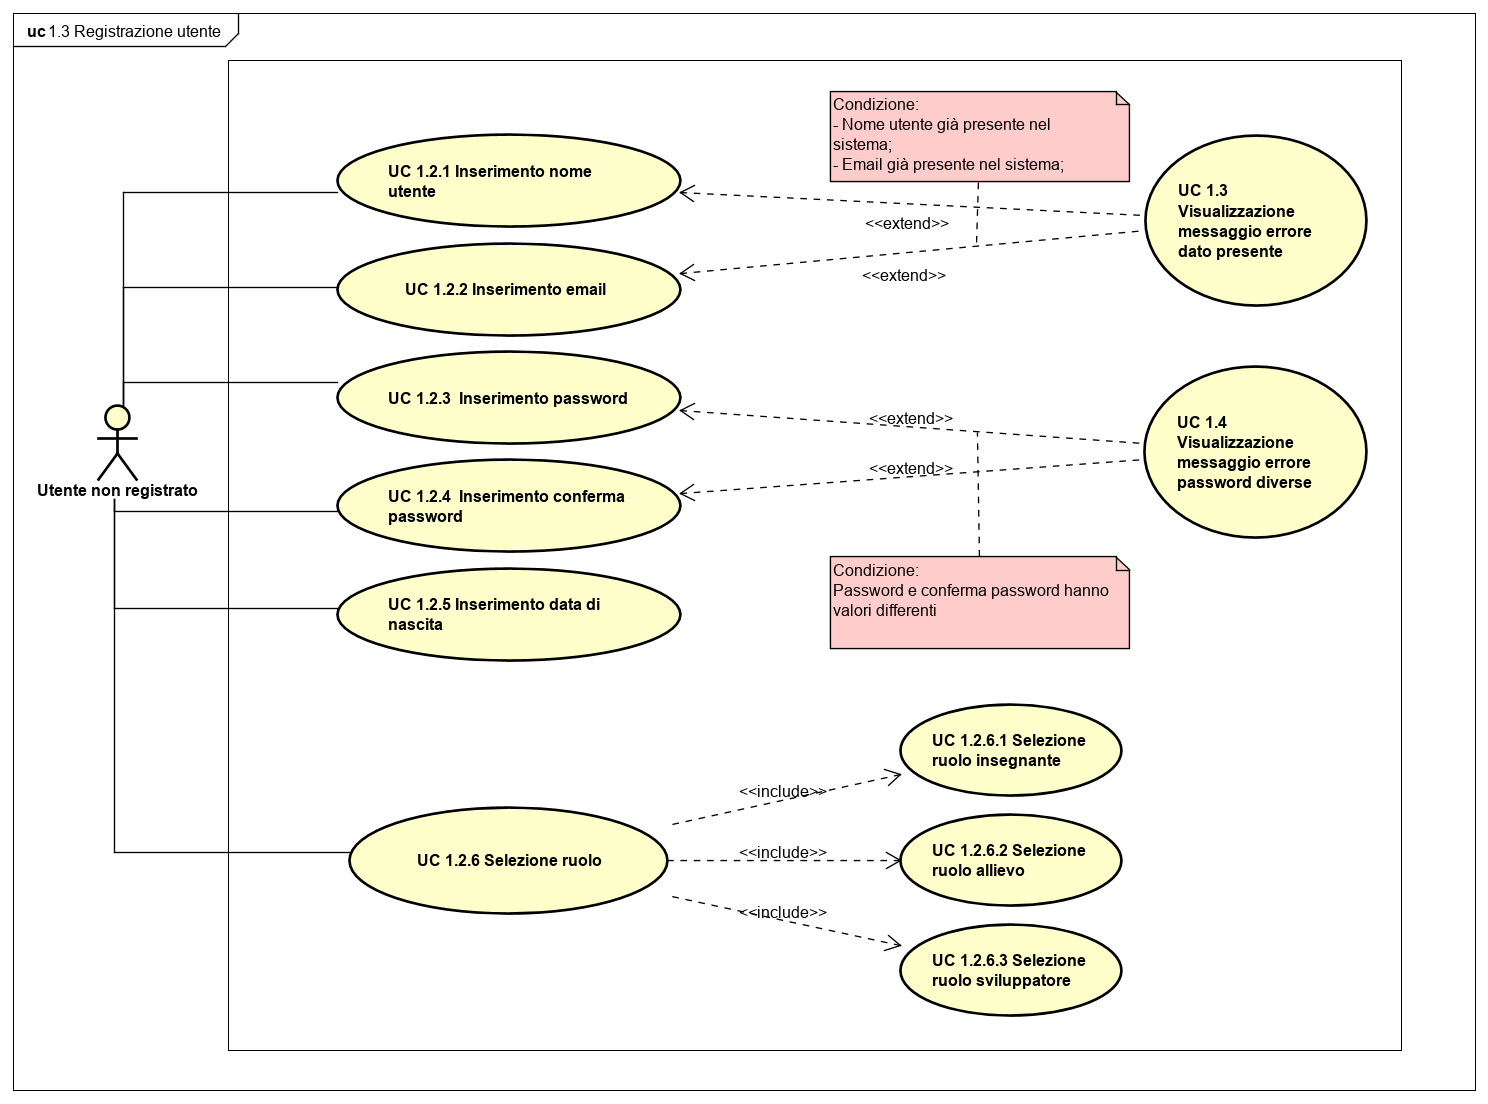 uc 1.3 Registrazione utente
Condizione:
- Nome utente già presente nel
sistema;
- Email già presente nel sistema;
UC 1.2.1 Inserimento nome
utente
UC 1.3
Visualizzazione
messaggio errore
dato presente
<<extend>>
<<extend>>
UC 1.2.2 Inserimento email
UC 1.2.3  Inserimento password
<<extend>>
UC 1.4
Visualizzazione
messaggio errore
password diverse
<<extend>>
Utente non registrato
UC 1.2.4  Inserimento conferma
password
Condizione:
Password e conferma password hanno
valori differenti
UC 1.2.5 Inserimento data di
nascita
UC 1.2.6.1 Selezione
ruolo insegnante
<<include>>
UC 1.2.6 Selezione ruolo
<<include>>
UC 1.2.6.2 Selezione
ruolo allievo
<<include>>
UC 1.2.6.3 Selezione
ruolo sviluppatore